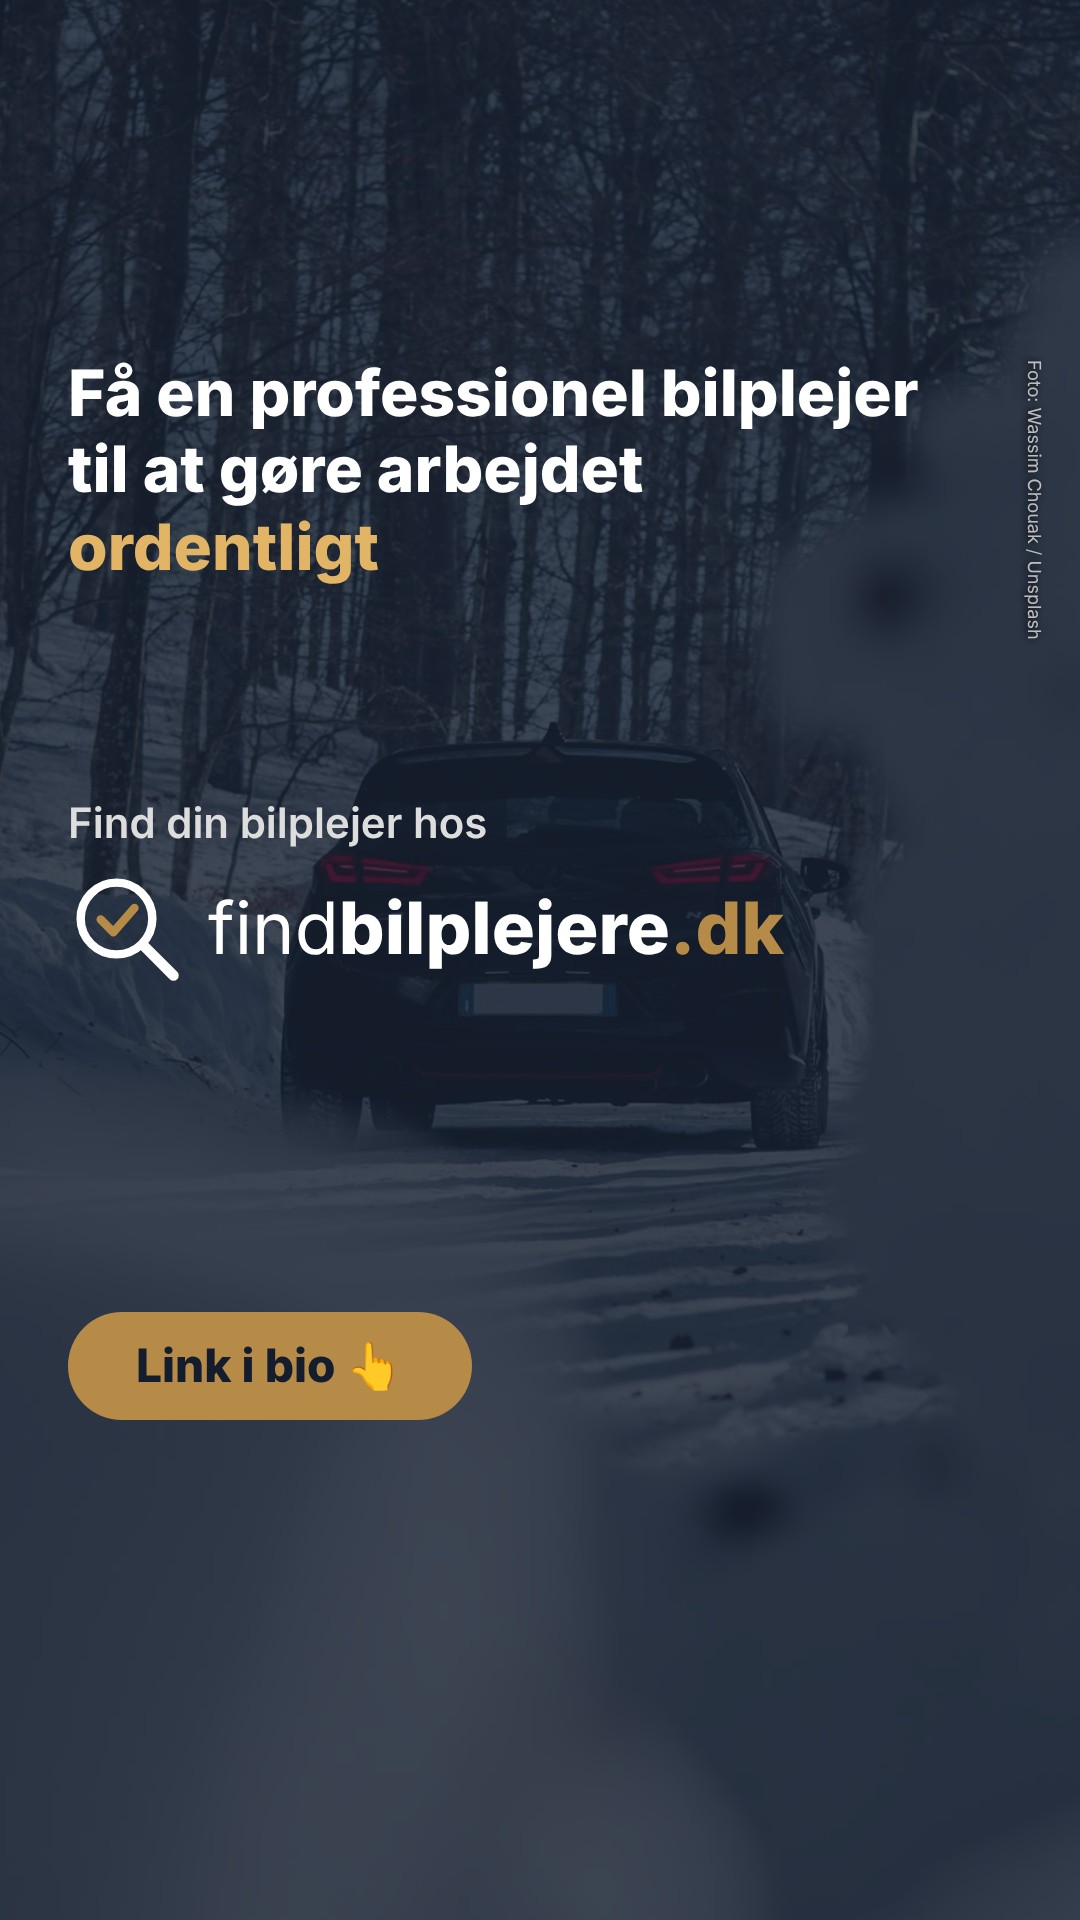 Få en professionel bilplejer
til at gøre arbejdet
ordentligt
Foto: Wassim Chouak / Unsplash
Find din bilplejer hos
findbilplejere.dk
Link i bio 👆